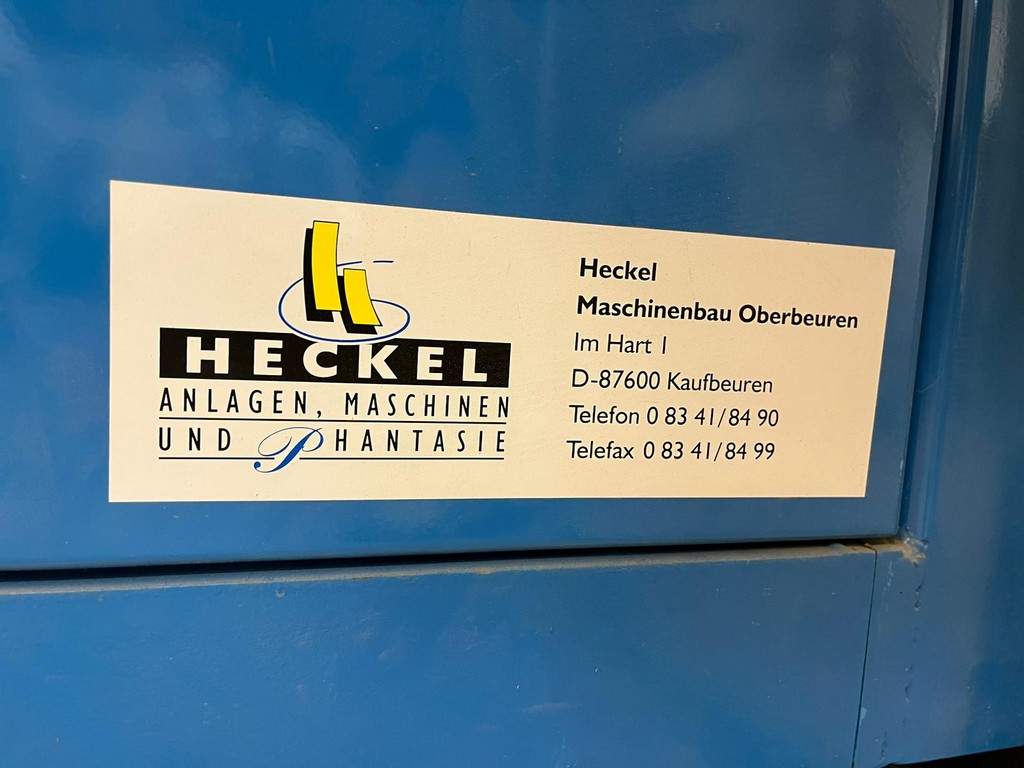 HECKEL
ANLAGEN, MASCHINEN
UND PHANTASIE
Heckel
Maschinenbau Oberbeuren
Im Hart 1
D-87600 Kaufbeuren
Telefon 0 83 41/84 90
Telefax 0 83 41/84 99